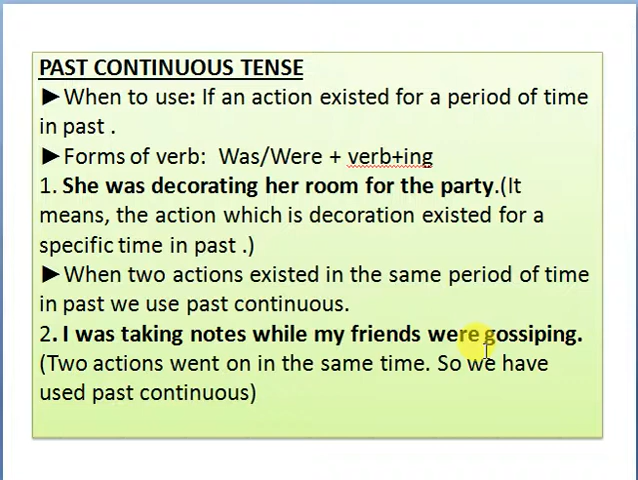 PAST CONTINUOUS TENSE
►When to use: If an action existed for a period of time
in past .
►Forms of verb:  Was/Were + verb+ing
1. She was decorating her room for the party.(It
means, the action which is decoration existed for a
specific time in past .)
►When two actions existed in the same period of time
in past we use past continuous.
2. I was taking notes while my friends were gossiping.
(Two actions went on in the same time. So we have
used past continuous)